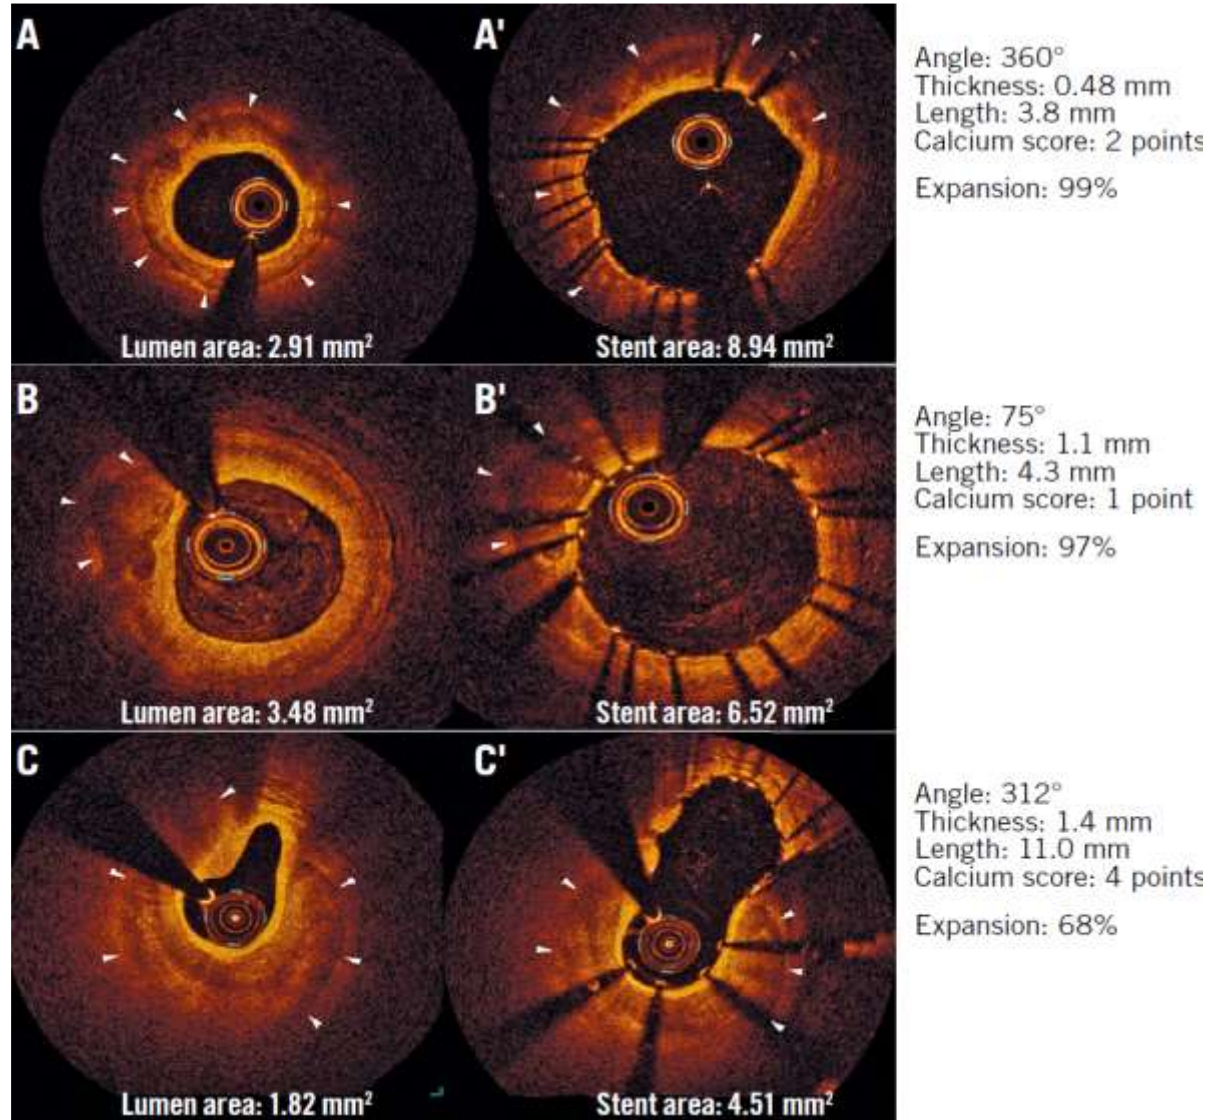 A
A'
Lumen area: 2.91 mm²
Stent area: 8.94 mm²
Angle: 360°
Thickness: 0.48 mm
Length: 3.8 mm
Calcium score: 2 points
Expansion: 99%
B
B'
Lumen area: 3.48 mm²
Stent area: 6.52 mm²
Angle: 75°
Thickness: 1.1 mm
Length: 4.3 mm
Calcium score: 1 point
Expansion: 97%
C
C'
Lumen area: 1.82 mm²
Stent area: 4.51 mm²
Angle: 312°
Thickness: 1.4 mm
Length: 11.0 mm
Calcium score: 4 points
Expansion: 68%